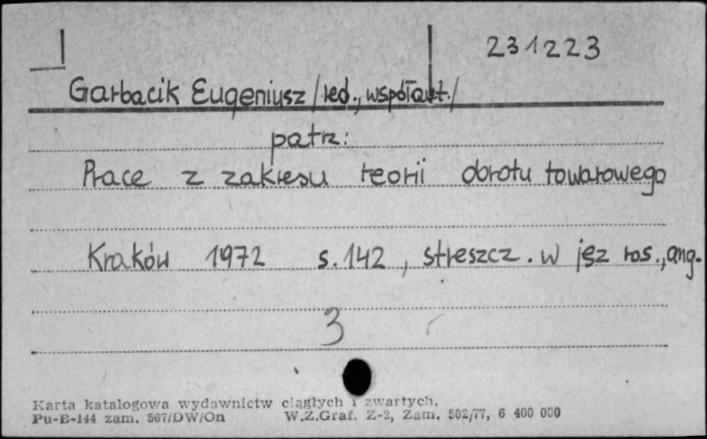 231223
Garbacik Eugeniusz /red., współaut./
patrz:
Prace z zakresu teorii obrotu towarowego
Kraków 1972 s. 142, streszcz. w jęz ros., ang.
3
Karta katalogowa wydawnictw ciągłych i zwartych.
Pu-B-144 zam. 567/DW/On W.Z.Graf. Z-2, Zam. 502/77, 6 400 000